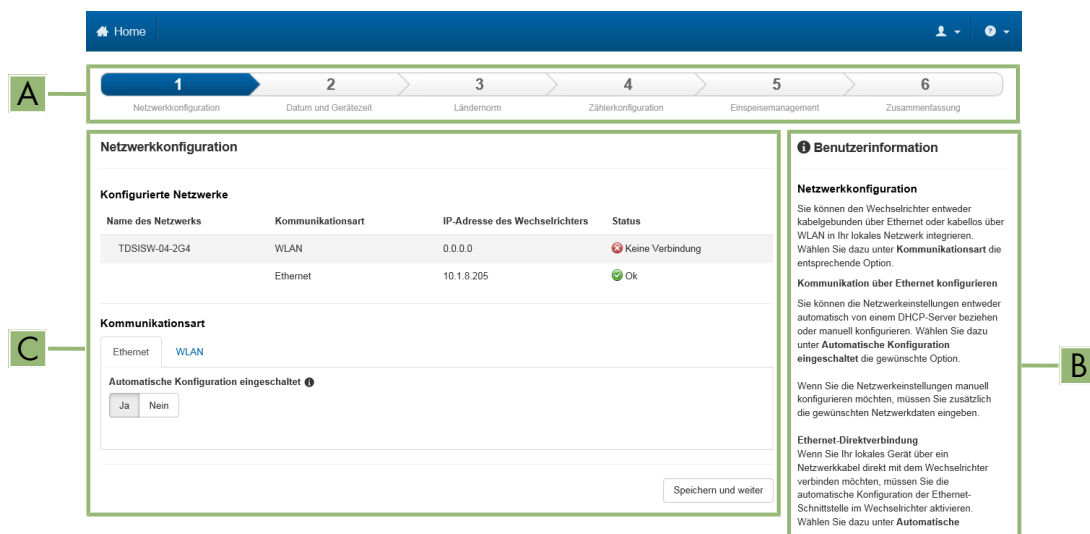 Home
A
1 2 3 4 5 6
Netzwerkkonfiguration Datum und Gerätezeit Ländernorm Zählerkonfiguration Einspeisemanagement Zusammenfassung
C
Netzwerkkonfiguration
Konfigurierte Netzwerke
Name des Netzwerks Kommunikationsart IP-Adresse des Wechselrichters Status
TDSISW-04-2G4 WLAN 0.0.0.0 Keine Verbindung
Ethernet 10.1.8.205 Ok
Kommunikationsart
Ethernet WLAN
Automatische Konfiguration eingeschaltet
Ja Nein
Speichern und weiter
B
Benutzerinformation
Netzwerkkonfiguration
Sie können den Wechselrichter entweder
kabelgebunden über Ethernet oder kabellos über
WLAN in Ihr lokales Netzwerk integrieren.
Wählen Sie dazu unter Kommunikationsart die
entsprechende Option.
Kommunikation über Ethernet konfigurieren
Sie können die Netzwerkeinstellungen entweder
automatisch von einem DHCP-Server beziehen
oder manuell konfigurieren. Wählen Sie dazu
unter Automatische Konfiguration
eingeschaltet die gewünschte Option.
Wenn Sie die Netzwerkeinstellungen manuell
konfigurieren möchten, müssen Sie zusätzlich
die gewünschten Netzwerkdaten eingeben.
Ethernet-Direktverbindung
Wenn Sie Ihr lokales Gerät über ein
Netzwerkkabel direkt mit dem Wechselrichter
verbinden möchten, müssen Sie die
automatische Konfiguration der Ethernet-
Schnittstelle im Wechselrichter aktivieren.
Wählen Sie dazu unter Automatische